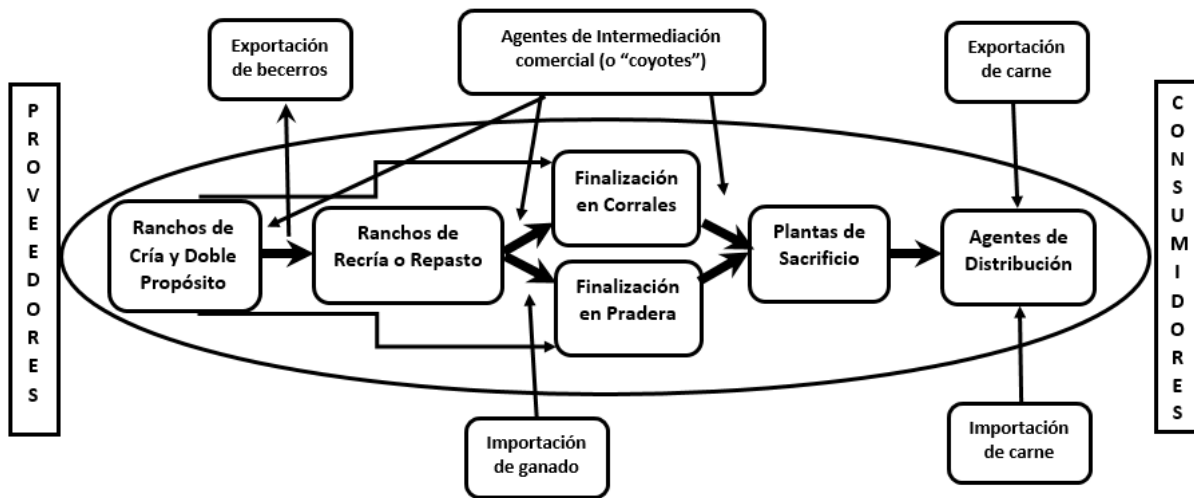 PROVEEDORES
Exportación
de becerros
Agentes de Intermediación
comercial (o “coyotes”)
Exportación
de carne
CONSUMIDORES
Ranchos de
Cría y Doble
Propósito
Ranchos de
Recría o Repasto
Finalización
en Corrales
Finalización
en Pradera
Plantas de
Sacrificio
Agentes de
Distribución
Importación
de ganado
Importación
de carne